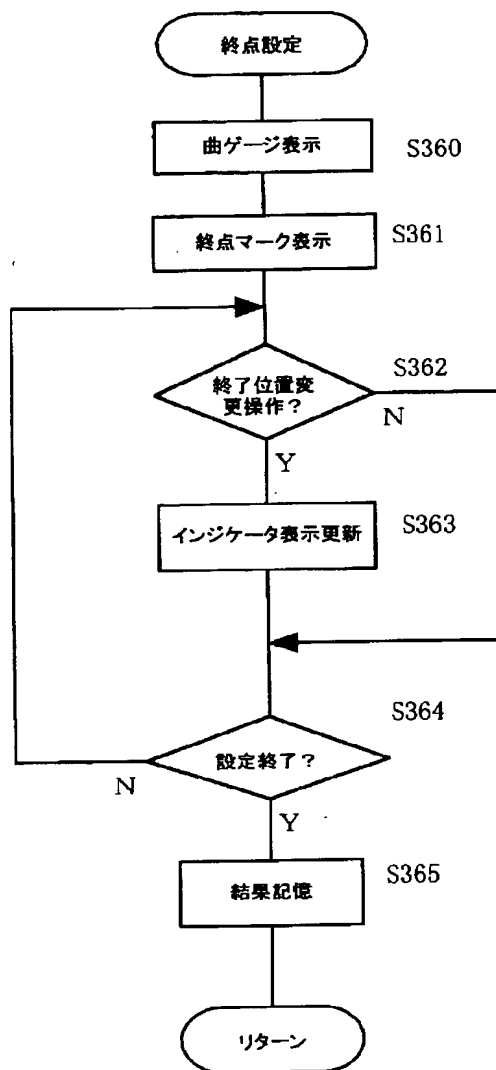 終点設定
曲ゲージ表示
S360
終点マーク表示
S361
S362
終了位置変
更操作？
N
Y
インジケータ表示更新
S363
S364
設定終了？
N
Y
S365
結果記憶
リターン